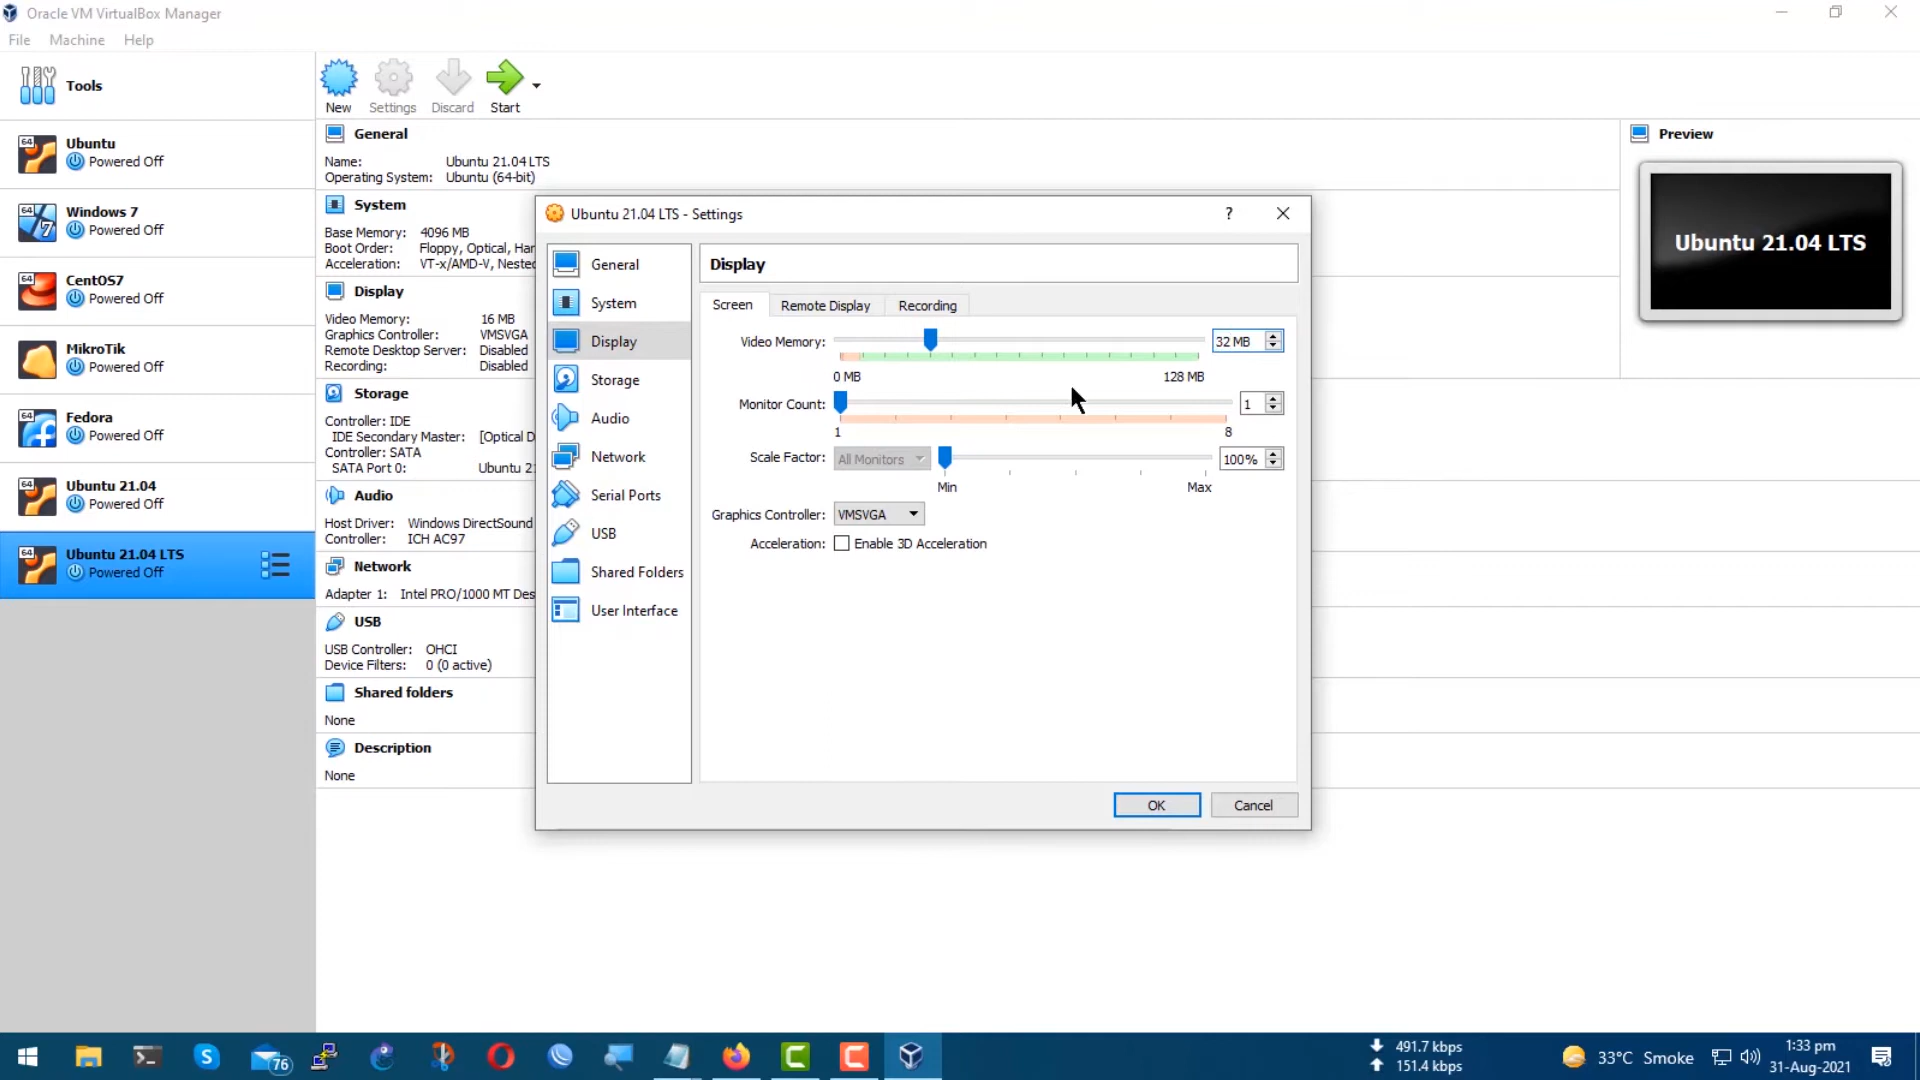 Oracle VM VirtualBox Manager
File Machine Help
Tools
New Settings Discard Start
Ubuntu
Powered Off
Windows 7
Powered Off
CentOS7
Powered Off
MikroTik
Powered Off
Fedora
Powered Off
Ubuntu 21.04
Powered Off
Ubuntu 21.04 LTS
Powered Off
General
Name: Ubuntu 21.04 LTS
Operating System: Ubuntu (64-bit)
System
Base Memory: 4096 MB
Boot Order: Floppy, Optical, Har
Acceleration: VT-x/AMD-V, Nested
Display
Video Memory: 16 MB
Graphics Controller: VMSVGA
Remote Desktop Server: Disabled
Recording: Disabled
Storage
Controller: IDE
IDE Secondary Master: [Optical D
Controller: SATA
SATA Port 0: Ubuntu 2
Audio
Host Driver: Windows DirectSound
Controller: ICH AC97
Network
Adapter 1: Intel PRO/1000 MT Des
USB
USB Controller: OHCI
Device Filters: 0 (0 active)
Shared folders
None
Description
None
Preview
Ubuntu 21.04 LTS
Ubuntu 21.04 LTS - Settings
?
General
System
Display
Storage
Audio
Network
Serial Ports
USB
Shared Folders
User Interface
Display
Screen Remote Display Recording
Video Memory: 32 MB
0 MB 128 MB
Monitor Count: 1
1 8
Scale Factor: All Monitors 100%
Min Max
Graphics Controller: VMSVGA
Acceleration: Enable 3D Acceleration
OK Cancel
76
491.7 kbps
151.4 kbps
33°C Smoke
1:33 pm
31-Aug-2021